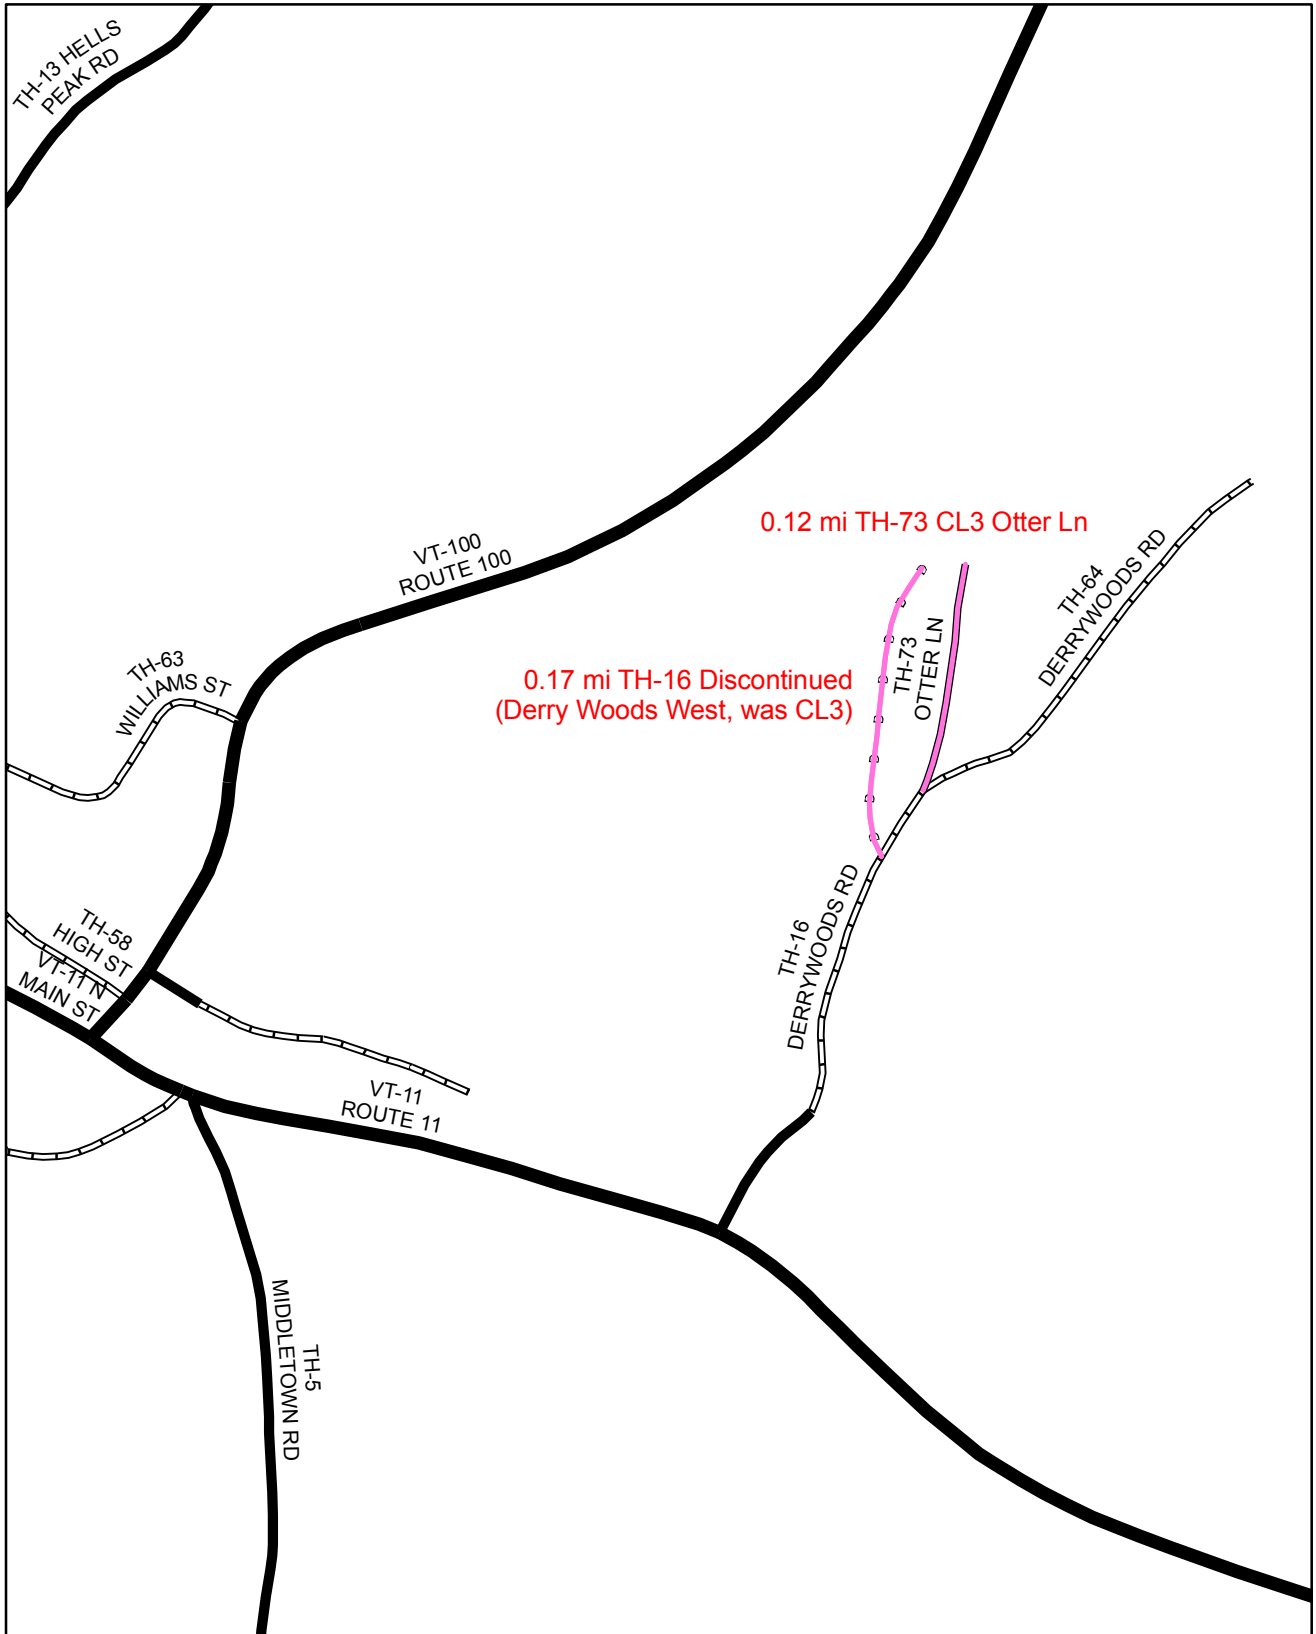 TH-13 HELLS
PEAK RD
VT-100
ROUTE 100
0.12 mi TH-73 CL3 Otter Ln
TH-64
DERRYWOODS RD
TH-63
WILLIAMS ST
0.17 mi TH-16 Discontinued
(Derry Woods West, was CL3)
TH-73
OTTER LN
TH-58
HIGH ST
VT-11 N
MAIN ST
TH-16
DERRYWOODS RD
VT-11
ROUTE 11
TH-5
MIDDLETOWN RD